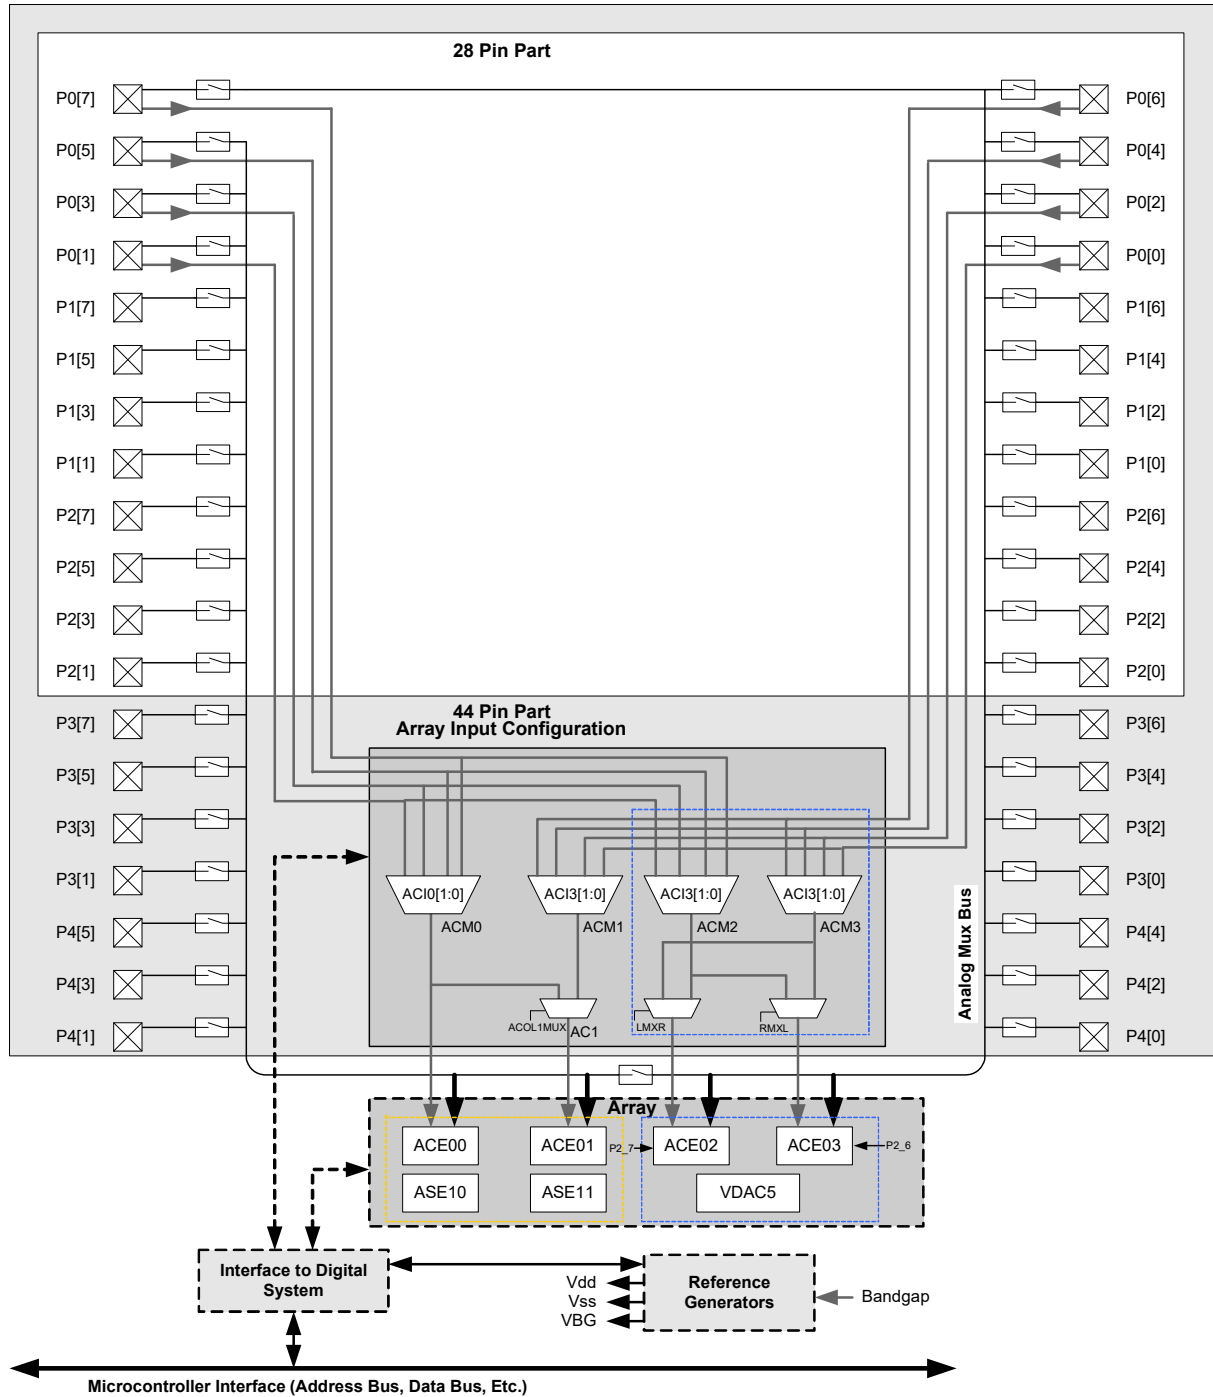 28 Pin Part
P0[7]
P0[6]
P0[5]
P0[4]
P0[3]
P0[2]
P0[1]
P0[0]
P1[7]
P1[6]
P1[5]
P1[4]
P1[3]
P1[2]
P1[1]
P1[0]
P2[7]
P2[6]
P2[5]
P2[4]
P2[3]
P2[2]
P2[1]
P2[0]
44 Pin Part
Array Input Configuration
P3[7]
P3[6]
P3[5]
P3[4]
P3[3]
P3[2]
P3[1]
P3[0]
P4[5]
P4[4]
P4[3]
P4[2]
P4[1]
P4[0]
ACI0[1:0]
ACI3[1:0]
ACI3[1:0]
ACI3[1:0]
ACM0
ACM1
ACM2
ACM3
Analog Mux Bus
ACOL1MUX
AC1
LMXR
RMXL
Array
ACE00
ACE01
P2_7
ACE02
ACE03
P2_6
ASE10
ASE11
VDAC5
Interface to Digital
System
Vdd
Vss
VBG
Reference
Generators
Bandgap
Microcontroller Interface (Address Bus, Data Bus, Etc.)